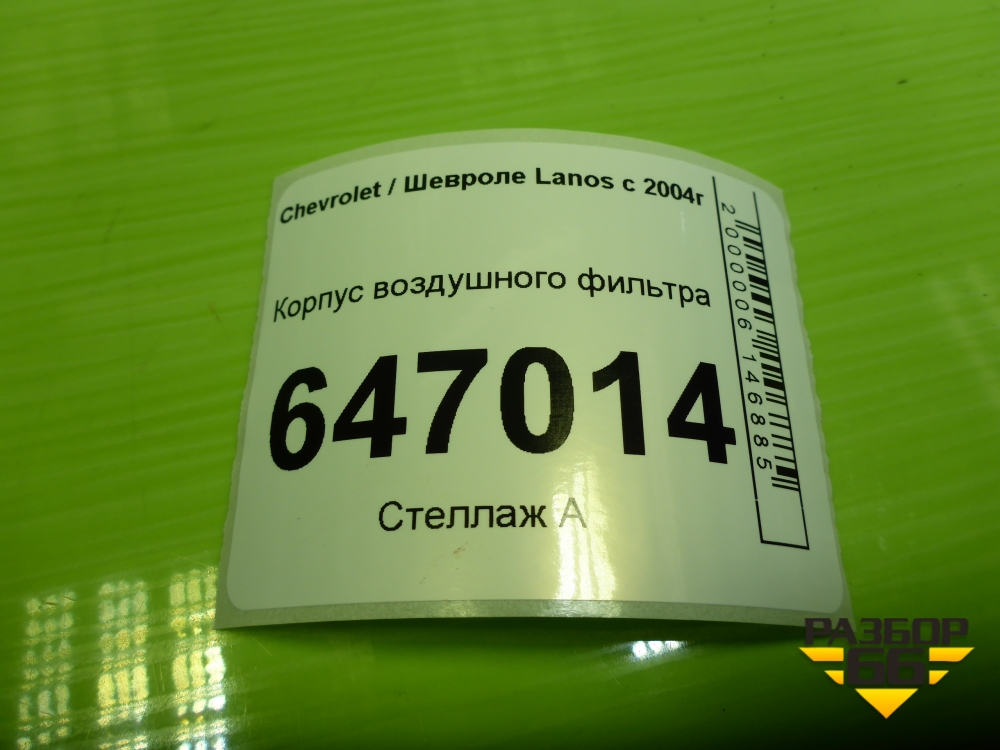 Chevrolet / Шевроле Lanos с 2004г
Корпус воздушного фильтра
647014
Стеллаж А
2000006146885
РАЗБОР
66